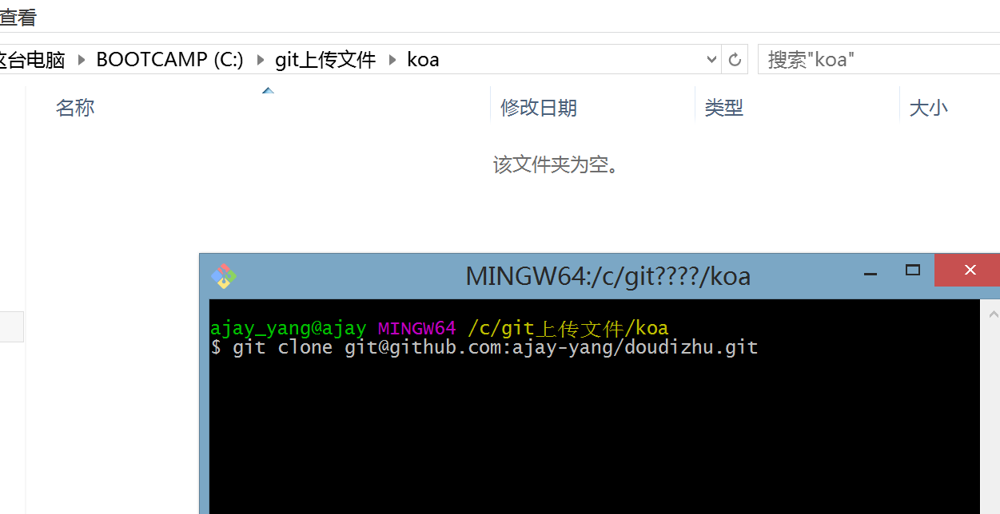 查看
这台电脑 BOOTCAMP (C:) git上传文件 koa 搜索"koa"
名称 修改日期 类型 大小
该文件夹为空。
MINGW64:/c/git????/koa
ajay_yang@ajay MINGW64 /c/git上传文件/koa
$ git clone git@github.com:ajay-yang/doudizhu.git